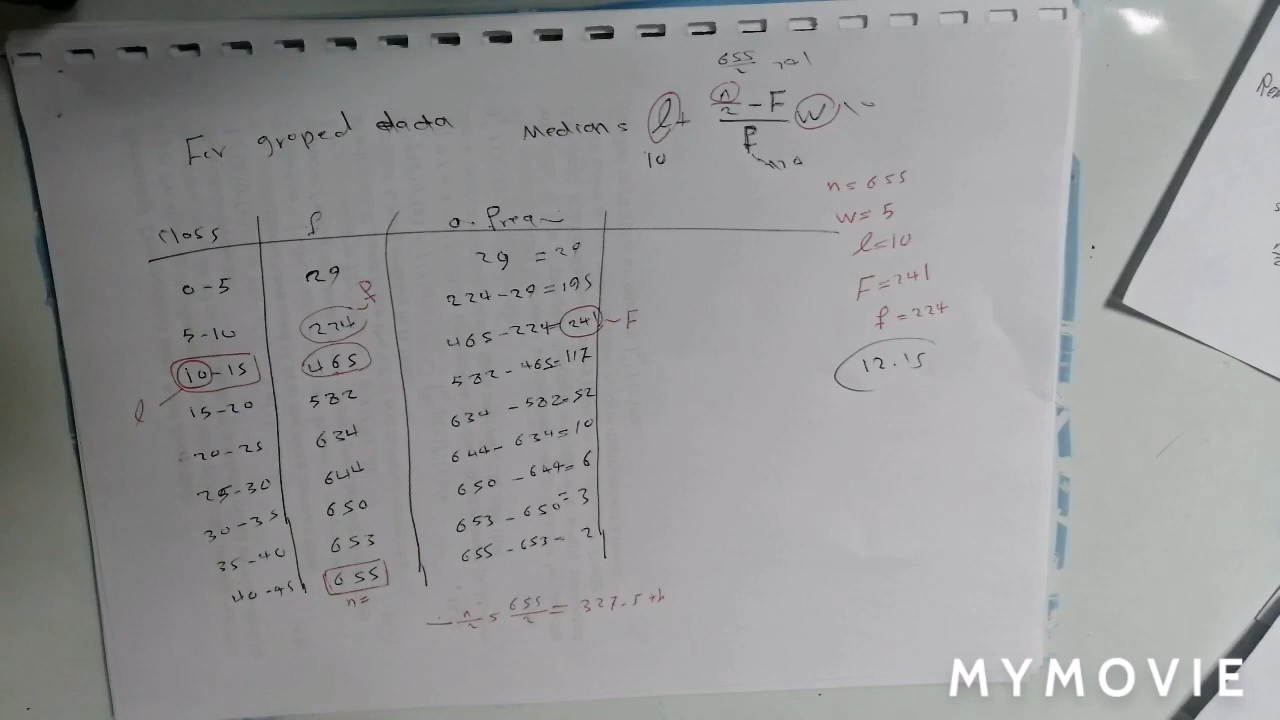 655
2
For groped data Median = l + n/2 - F / f w
10
n = 655
w = 5
l = 10
F = 241
f = 224
12.15
Class f
0-5 29 29 = 29
f
5-10 224 224-29=195
10-15 465 465-224=241 - F
l
15-20 582 582-465=117
20-25 634 634-582=52
25-30 644 644-634=10
30-35 650 650-644=6
35-40 653 653-650=3
40-45 655 655-653=2
n=
n/2 = 655/2 = 327.5th
MYMOVIE